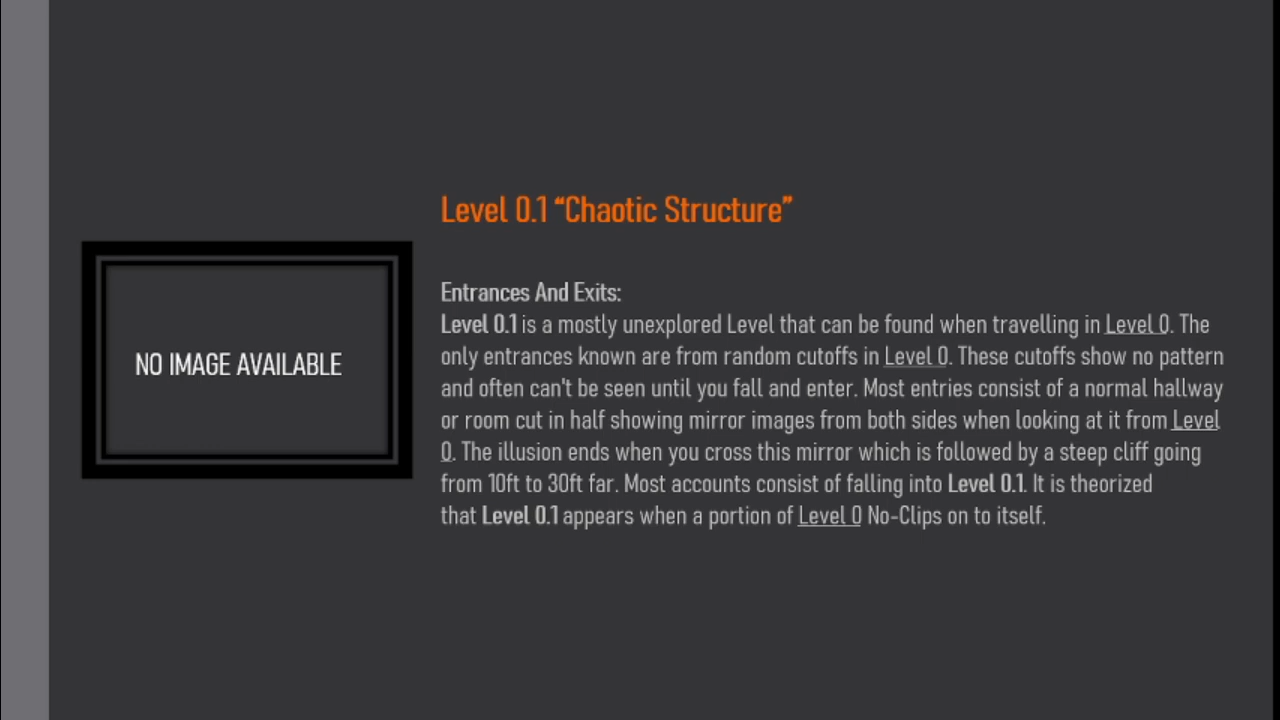 Level 0.1 “Chaotic Structure”
NO IMAGE AVAILABLE
Entrances And Exits:
Level 0.1 is a mostly unexplored Level that can be found when travelling in Level 0. The
only entrances known are from random cutoffs in Level 0. These cutoffs show no pattern
and often can't be seen until you fall and enter. Most entries consist of a normal hallway
or room cut in half showing mirror images from both sides when looking at it from Level
0. The illusion ends when you cross this mirror which is followed by a steep cliff going
from 10ft to 30ft far. Most accounts consist of falling into Level 0.1. It is theorized
that Level 0.1 appears when a portion of Level 0 No-Clips on to itself.